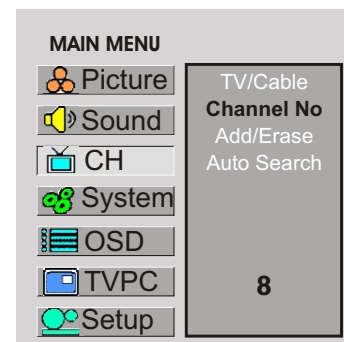 MAIN MENU
Picture
Sound
CH
System
OSD
TVPC
Setup
TV/Cable
Channel No
Add/Erase
Auto Search
8